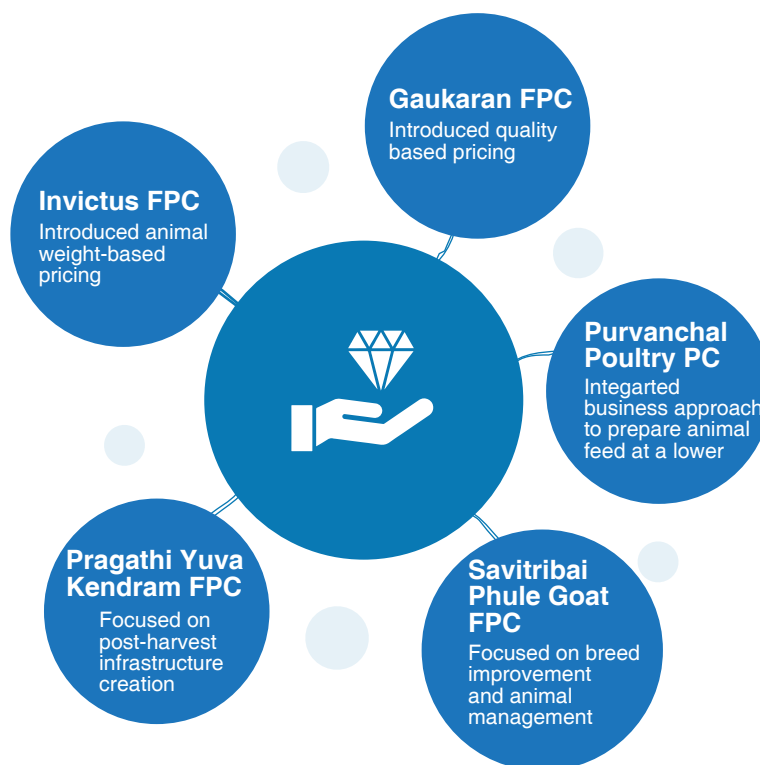 Gaukaran FPC
Introduced quality
based pricing
Invictus FPC
Introduced animal
weight-based
pricing
Purvanchal
Poultry PC
Integarted
business approach
to prepare animal
feed at a lower
Pragathi Yuva
Kendram FPC
Focused on
post-harvest
infrastructure
creation
Savitribai
Phule Goat
FPC
Focused on breed
improvement
and animal
management